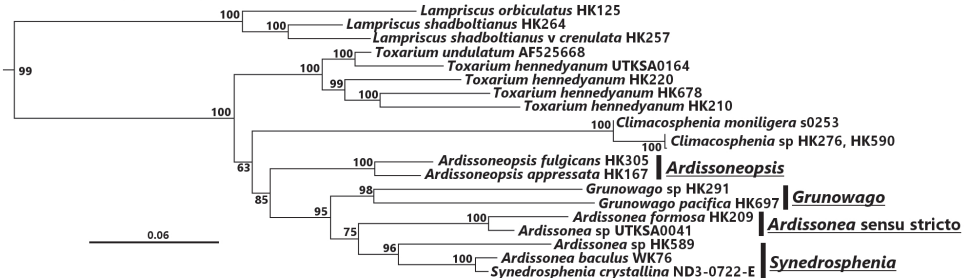 100 Lampriscus orbiculatus HK125
100 Lampriscus shadboltianus HK264
Lampriscus shadboltianus v crenulata HK257
100 Toxarium undulatum AF525668
99 100 Toxarium hennedyanum UTKSA0164
99 Toxarium hennedyanum HK220
100 Toxarium hennedyanum HK678
Toxarium hennedyanum HK210
100
100 Climacosphenia moniligera s0253
100 Climacosphenia sp HK276, HK590
63 100 Ardissoneopsis fulgicans HK305
Ardissoneopsis appressata HK167
Ardissoneopsis
85 98 Grunowago sp HK291
Grunowago pacifica HK697
Grunowago
95 100 Ardissonea formosa HK209
Ardissonea sp UTKSA0041
Ardissonea sensu stricto
75
0.06
96 Ardissonea sp HK589
100 Ardissonea baculus WK76
Synedrosphenia crystallina ND3-0722-E
Synedrosphenia